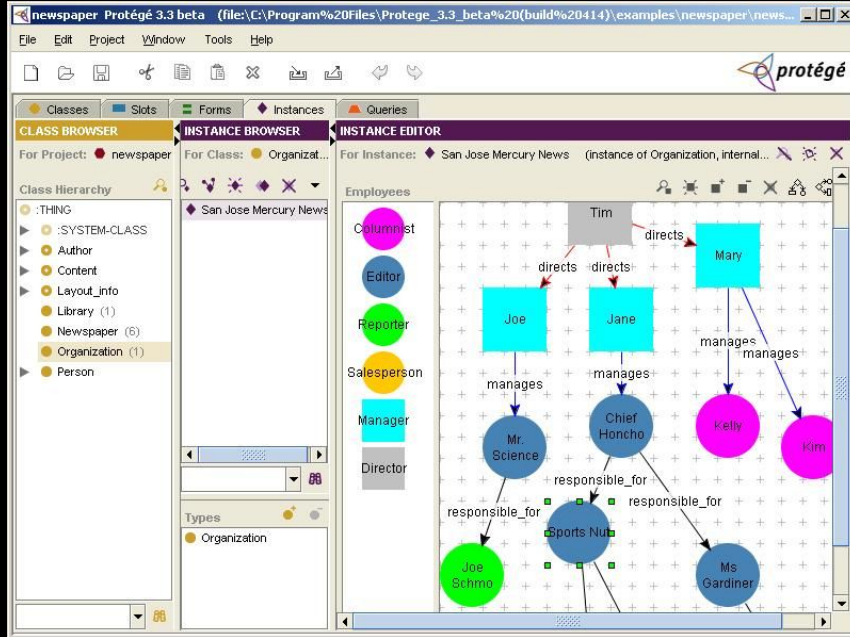 newspaper Protégé 3.3 beta (file:\C:\Program%20Files\Protege_3.3_beta%20(build%20414)\examples\newspaper\news...
File Edit Project Window Tools Help
protégé
Classes Slots Forms Instances Queries
CLASS BROWSER
For Project: newspaper
Class Hierarchy
:THING
:SYSTEM-CLASS
Author
Content
Layout_info
Library (1)
Newspaper (6)
Organization (1)
Person
INSTANCE BROWSER
For Class: Organizat...
San Jose Mercury News
Types
Organization
INSTANCE EDITOR
For Instance: San Jose Mercury News (instance of Organization, internal...
Employees
Columnist
Editor
Reporter
Salesperson
Manager
Director
Tim
directs
Mary
directs directs
Joe Jane
manages
manages
manages manages
Chief
Honcho
Kelly
Mr.
Science
Kim
responsible_for
responsible_for
responsible_for
Sports Nut
Joe
Schmo
Ms
Gardiner